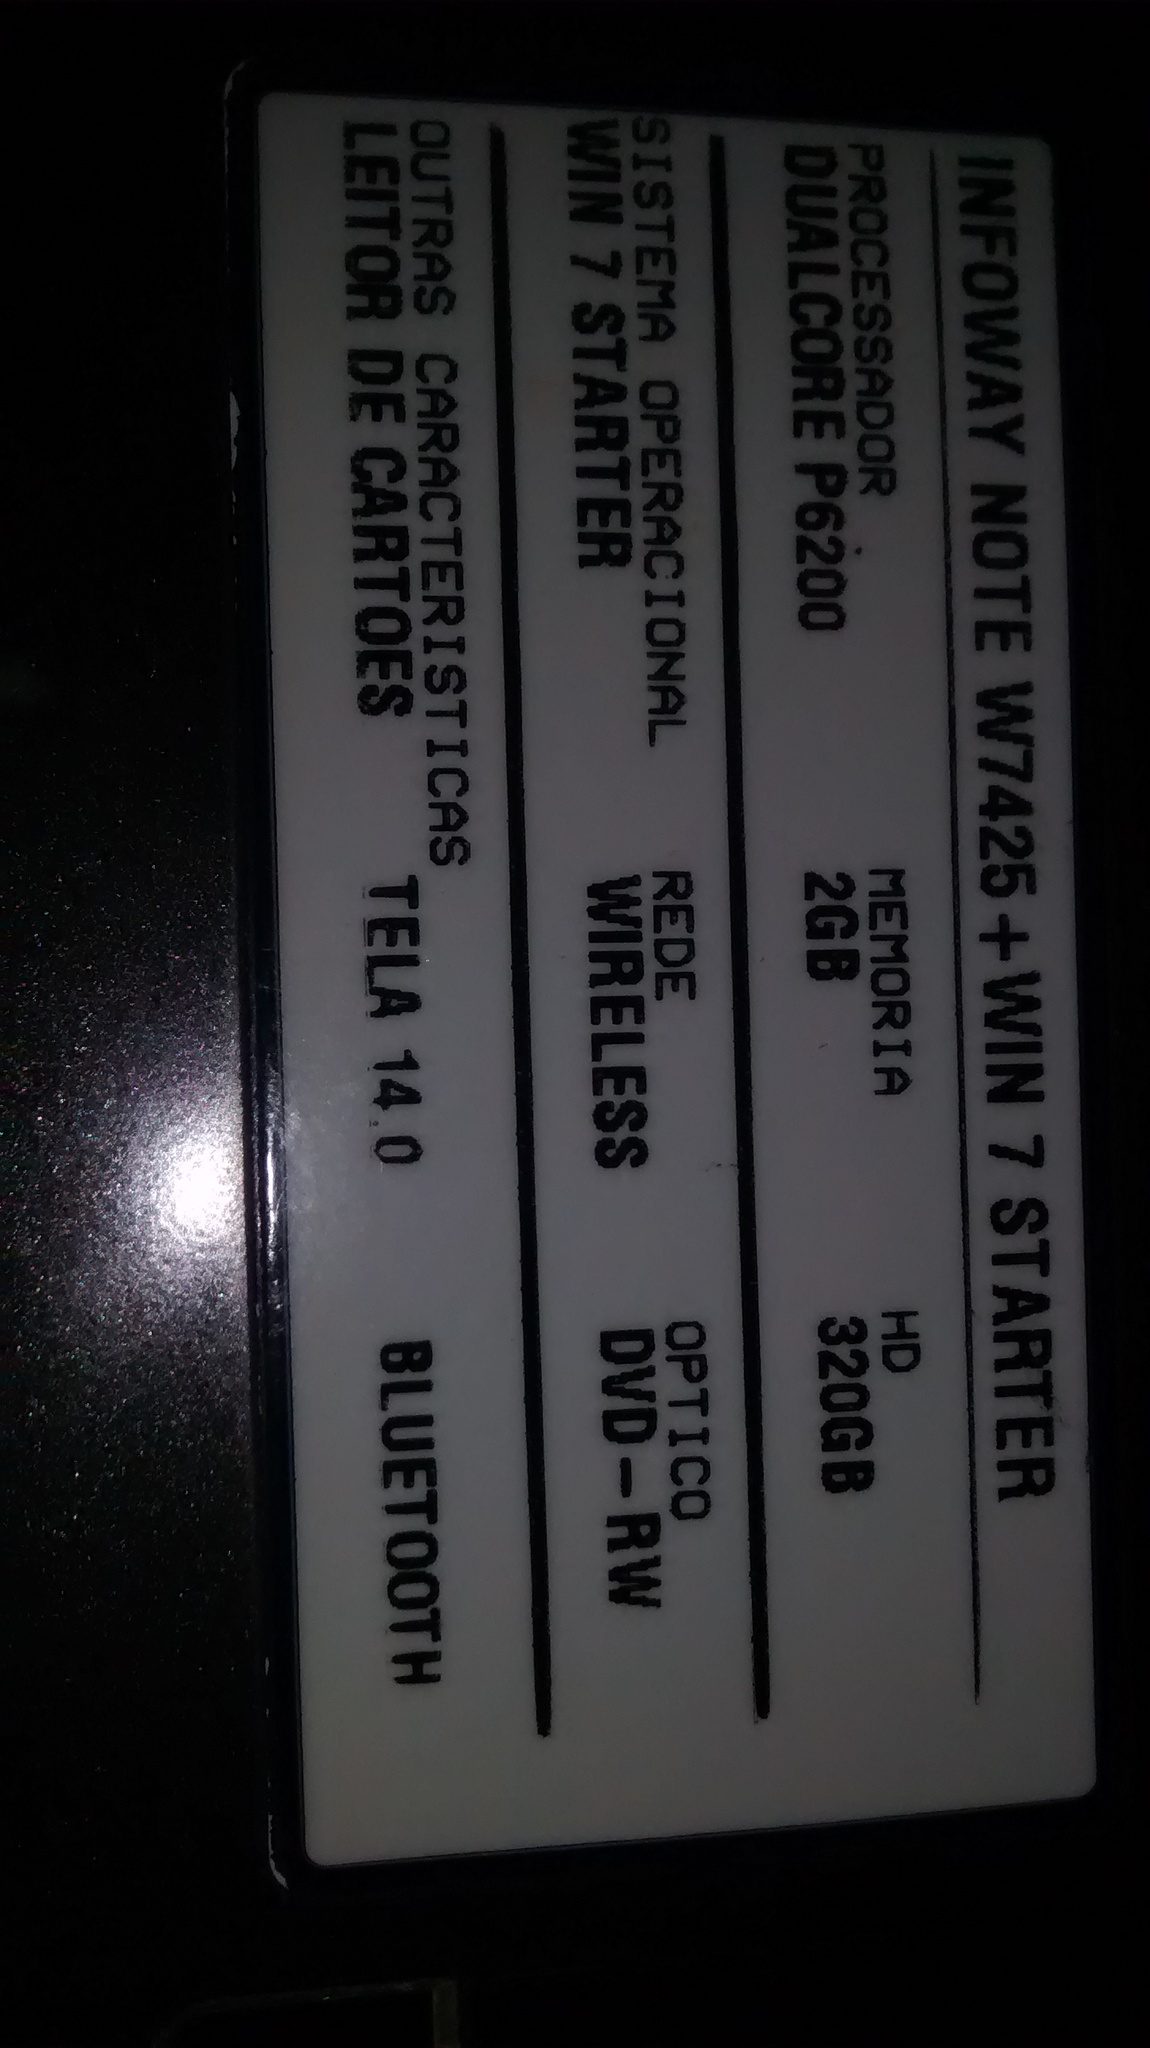 INFOWAY NOTE W7425+WIN 7 STARTER
PROCESSADOR MEMORIA HD
DUALCORE P6200 2GB 320GB
SISTEMA OPERACIONAL REDE OPTICO
WIN 7 STARTER WIRELESS DVD-RW
OUTRAS CARACTERISTICAS
LEITOR DE CARTOES TELA 14.0 BLUETOOTH